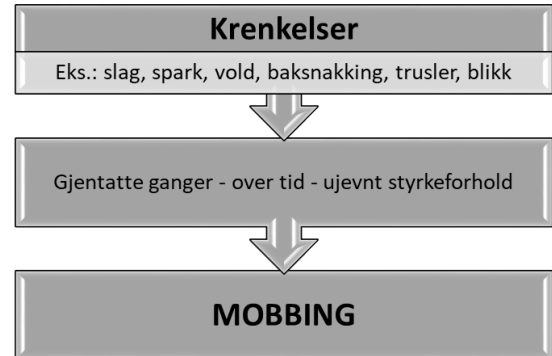 Krenkelser
Eks.: slag, spark, vold, baksnakking, trusler, blikk
Gjentatte ganger - over tid - ujevnt styrkeforhold
MOBBING